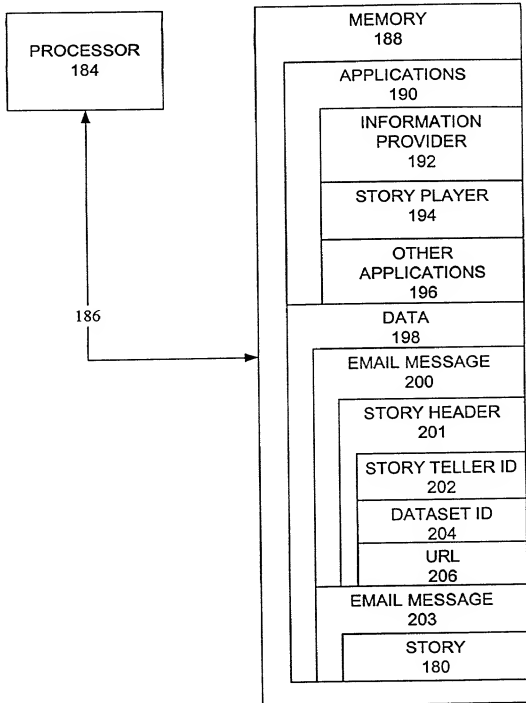 PROCESSOR
184
186
MEMORY
188
APPLICATIONS
190
INFORMATION
PROVIDER
192
STORY PLAYER
194
OTHER
APPLICATIONS
196
DATA
198
EMAIL MESSAGE
200
STORY HEADER
201
STORY TELLER ID
202
DATASET ID
204
URL
206
EMAIL MESSAGE
203
STORY
180